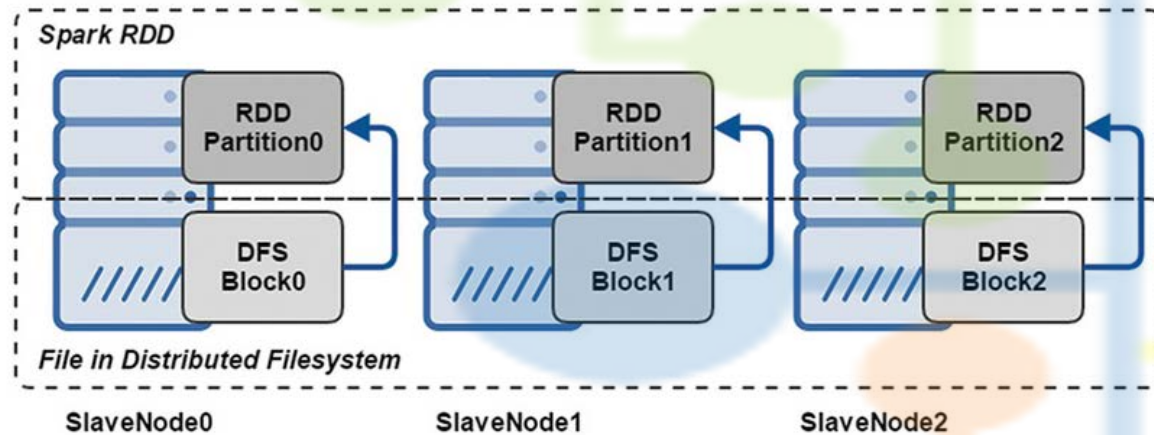 Spark RDD
RDD
Partition0
RDD
Partition1
RDD
Partition2
DFS
Block0
DFS
Block1
DFS
Block2
File in Distributed Filesystem
SlaveNode0
SlaveNode1
SlaveNode2